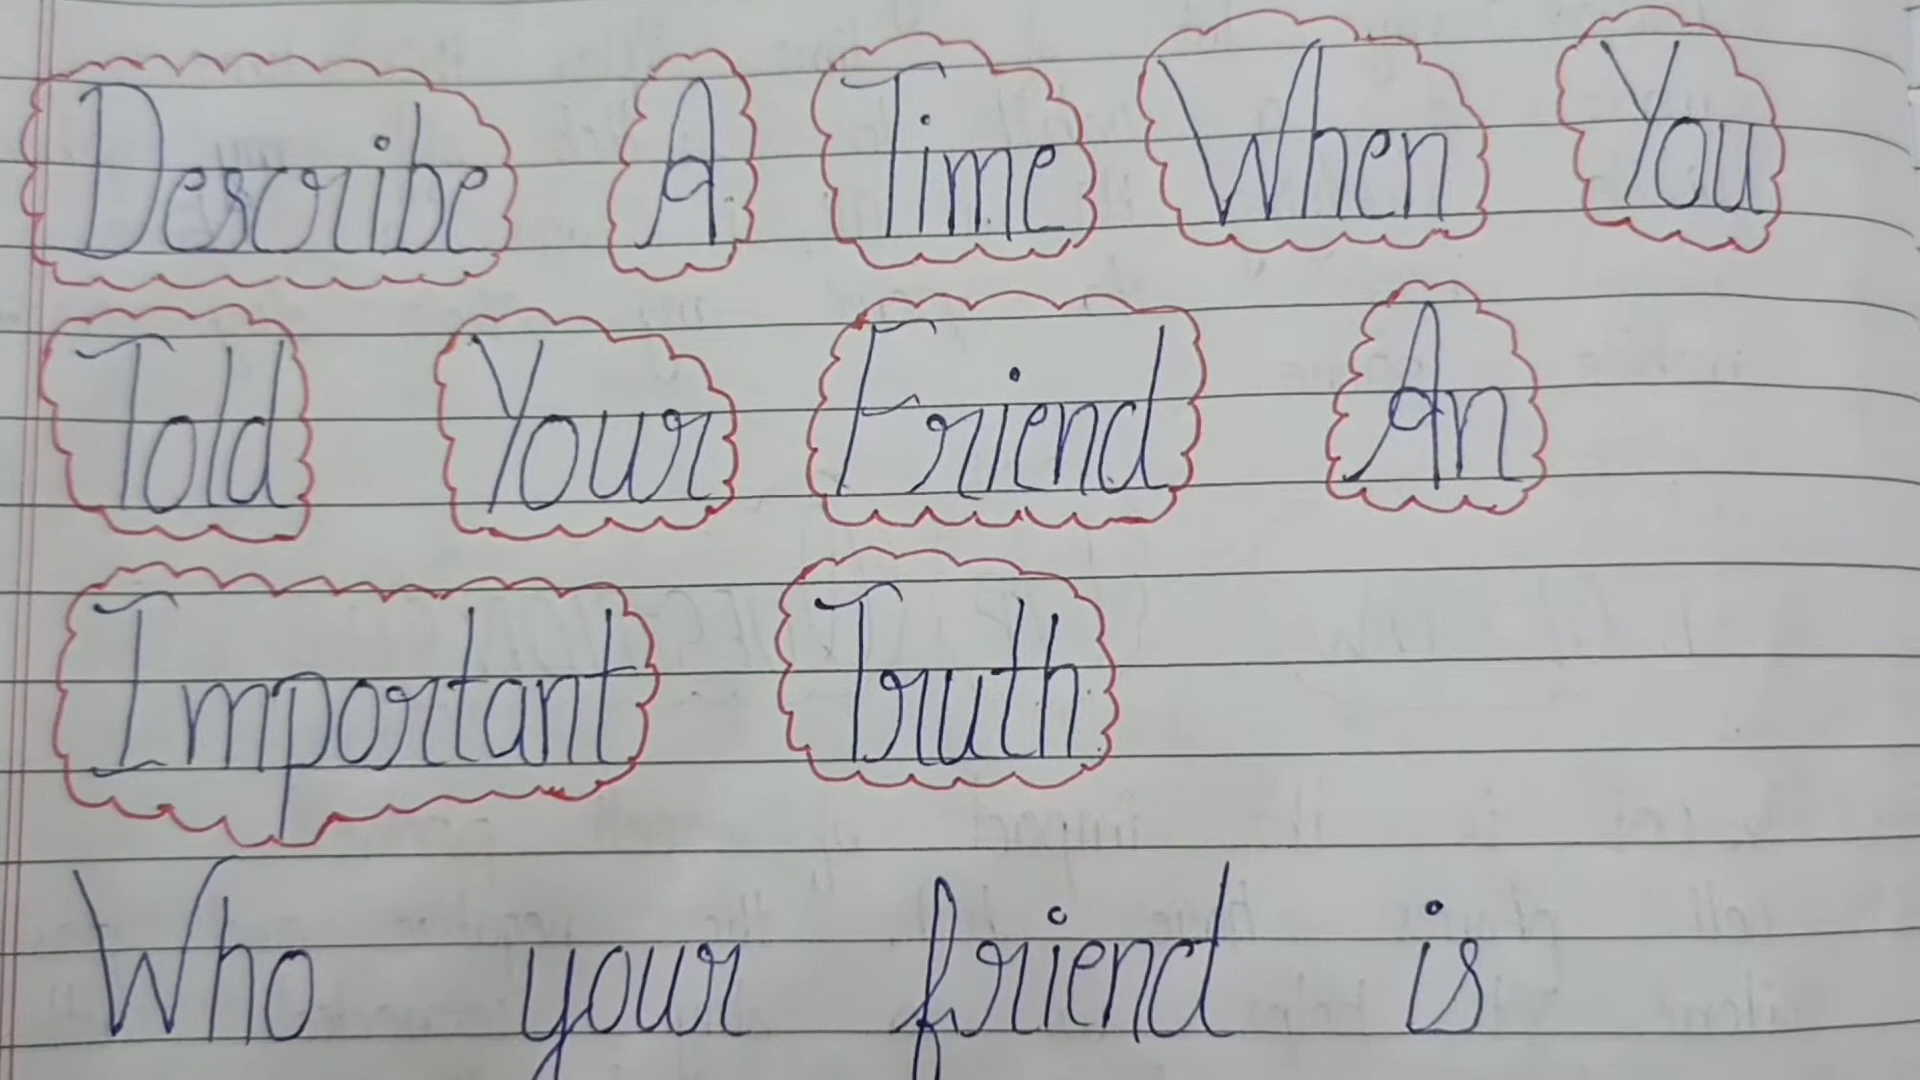 Describe A Time When You
Told Your Friend An
Important Truth
Who your friend is